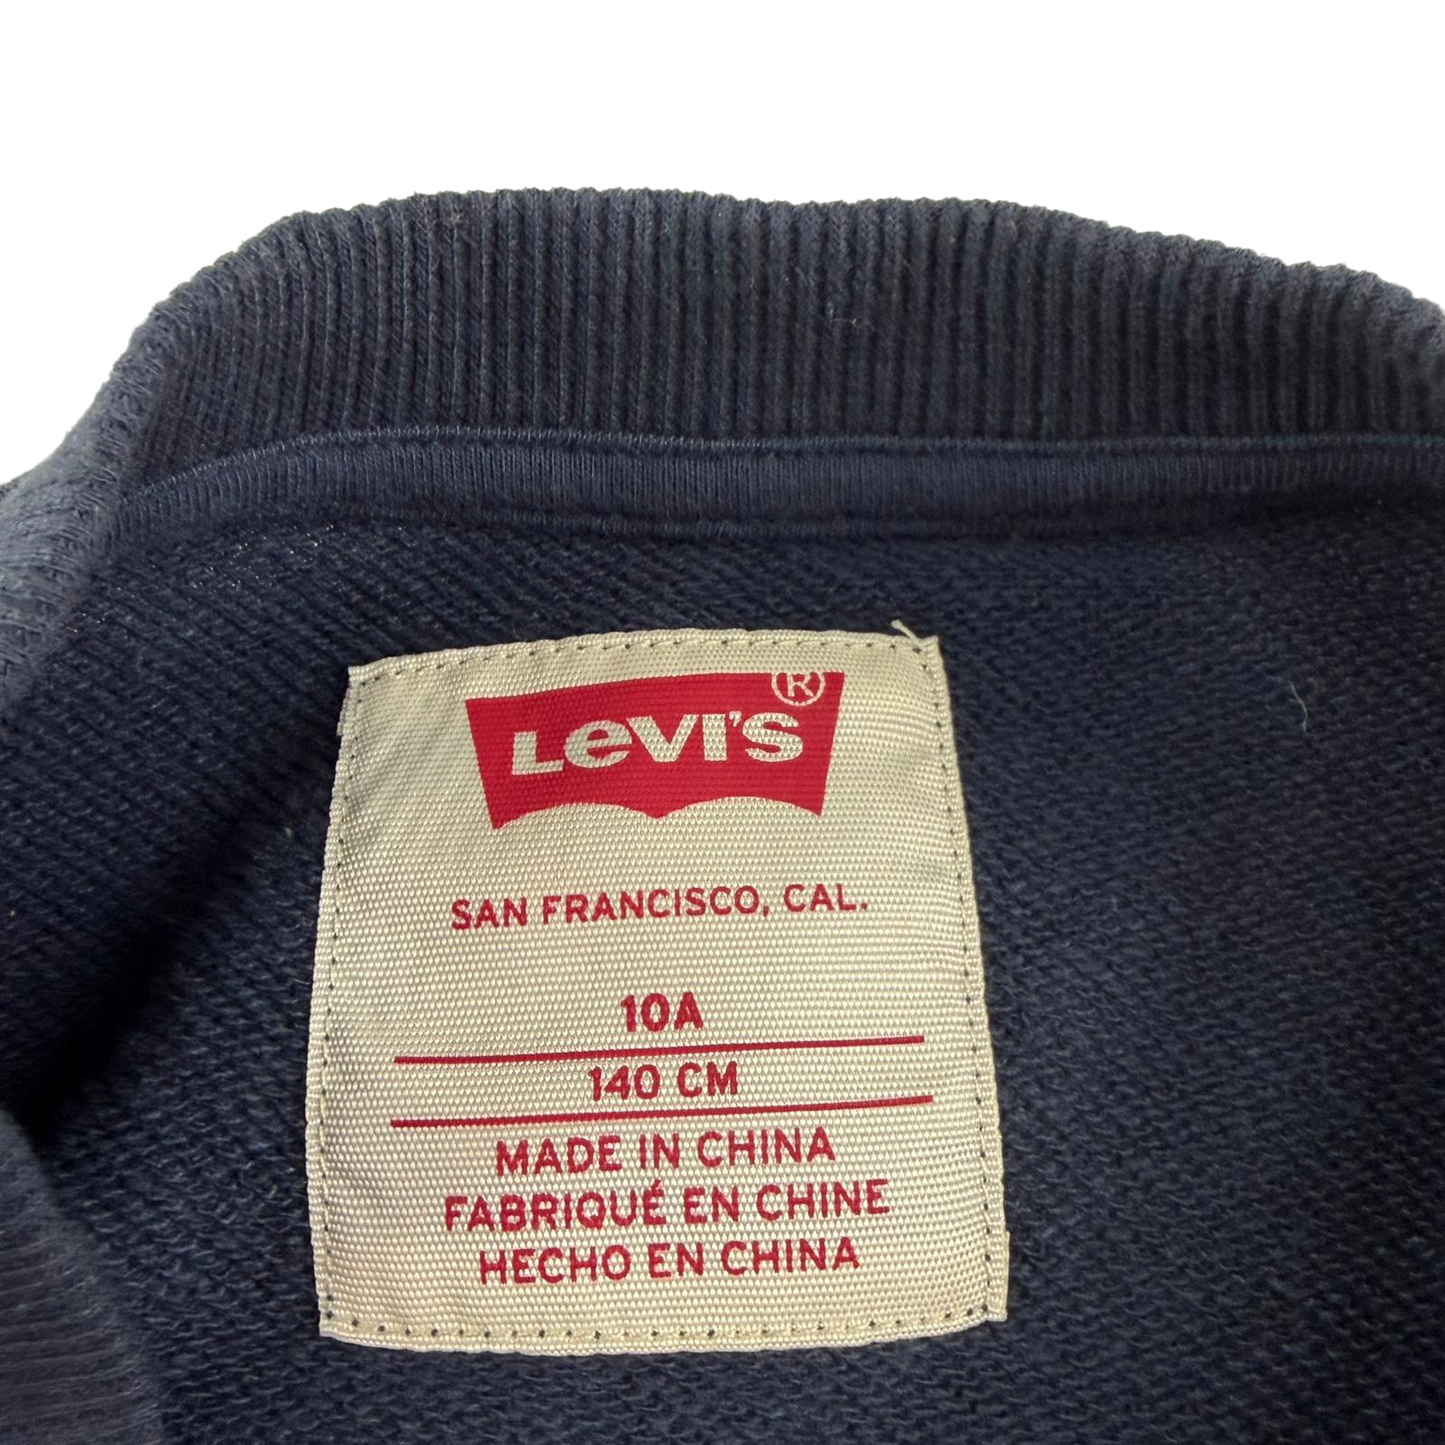 LEVI'S®
SAN FRANCISCO, CAL.
10A
140 CM
MADE IN CHINA
FABRIQUÉ EN CHINE
HECHO EN CHINA